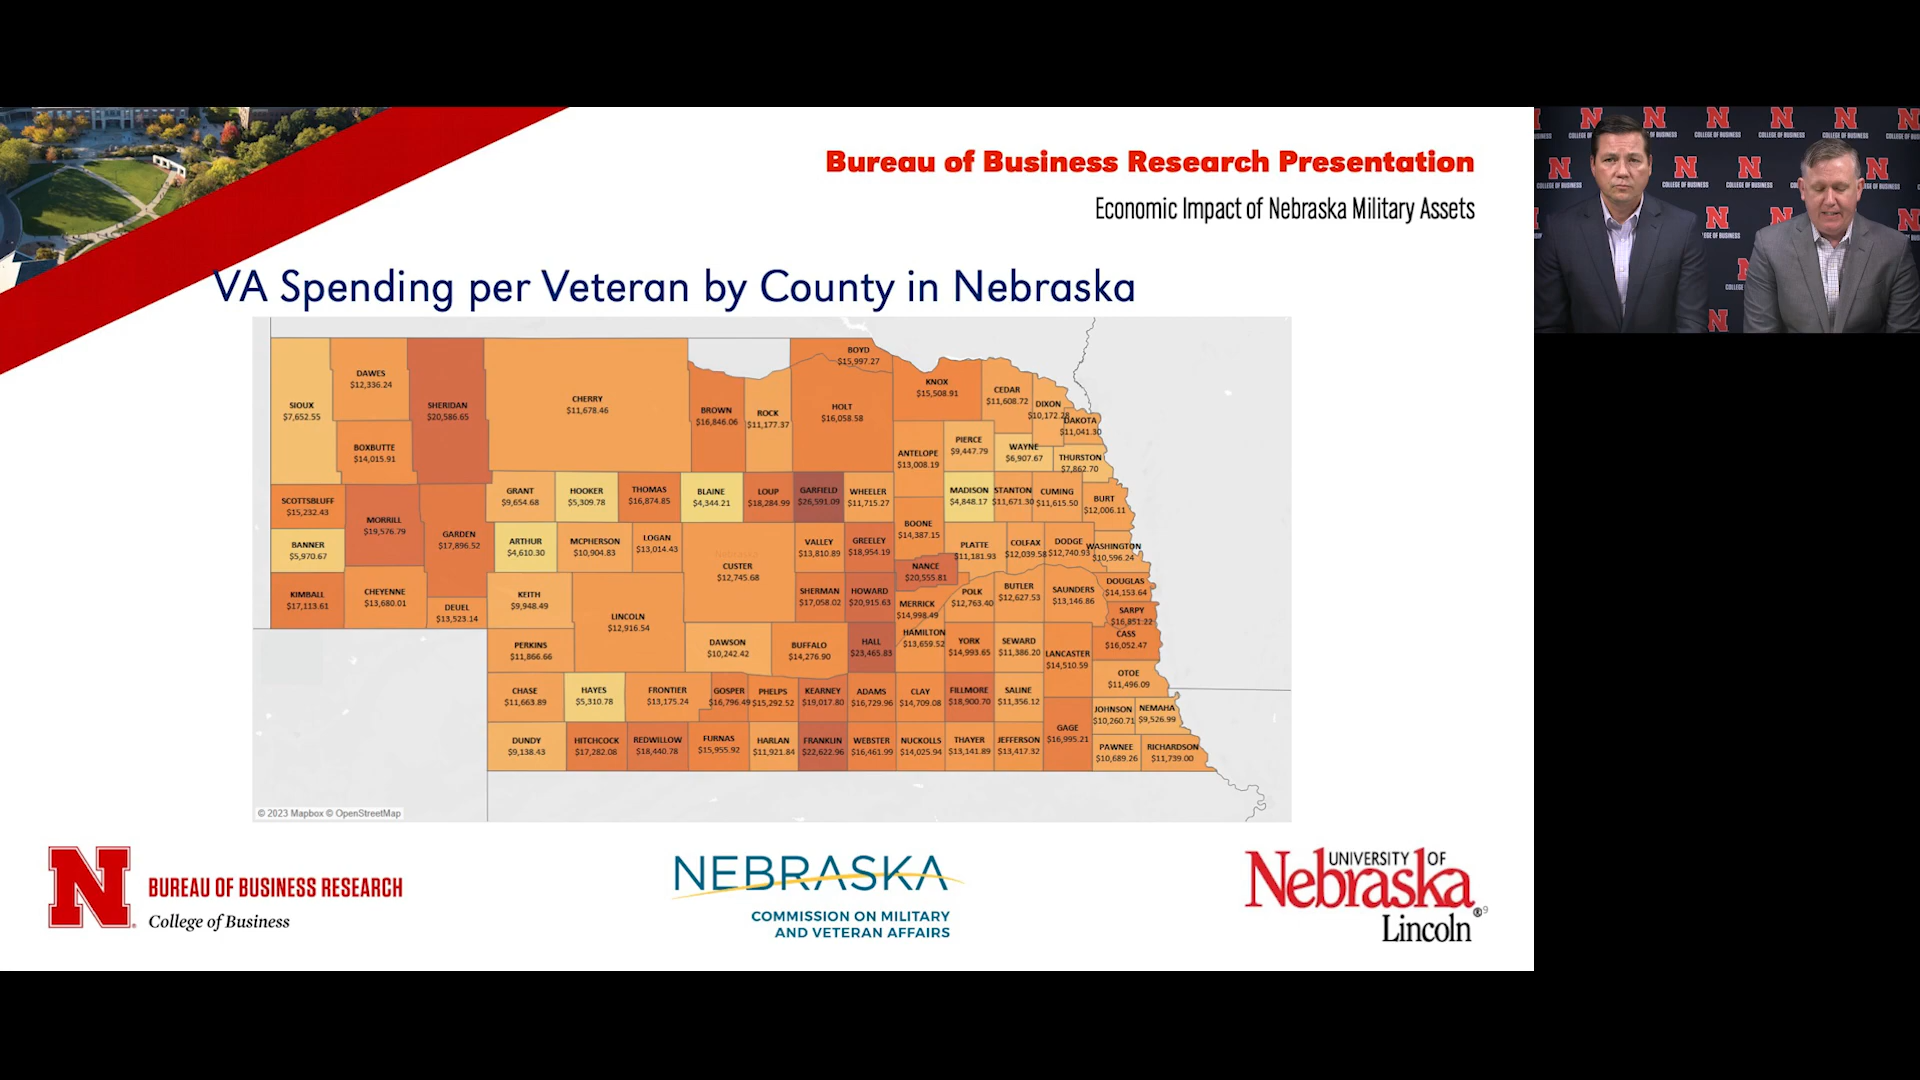 Bureau of Business Research Presentation
Economic Impact of Nebraska Military Assets
VA Spending per Veteran by County in Nebraska
SIOUX
$7,652.55
DAWES
$12,336.24
BOXBUTTE
$14,015.91
SHERIDAN
$20,586.65
CHERRY
$11,678.46
BROWN
$16,846.06
ROCK
$11,177.37
BOYD
$15,997.27
HOLT
$16,058.58
KNOX
$15,508.91
CEDAR
$11,608.72
DIXON
$10,172.28
DAKOTA
$11,041.30
ANTELOPE
$13,008.19
PIERCE
$9,447.79
WAYNE
$6,907.67
THURSTON
$7,862.70
SCOTTSBLUFF
$15,232.43
MORRILL
$19,576.79
GARDEN
$17,896.52
GRANT
$9,654.68
HOOKER
$5,309.78
THOMAS
$16,874.85
BLAINE
$4,344.21
LOUP
$18,284.99
GARFIELD
$26,591.09
WHEELER
$11,715.27
MADISON
$4,848.17
STANTON
$11,671.30
CUMING
$11,615.50
BURT
$12,006.11
BANNER
$5,970.67
ARTHUR
$4,610.30
MCPHERSON
$10,904.83
LOGAN
$13,014.43
CUSTER
$12,745.68
VALLEY
$13,810.89
GREELEY
$18,954.19
BOONE
$14,387.15
PLATTE
$11,181.93
COLFAX
$12,039.58
DODGE
$12,740.93
WASHINGTON
$10,596.24
KIMBALL
$17,113.61
CHEYENNE
$13,680.01
DEUEL
$13,523.14
KEITH
$9,948.49
LINCOLN
$12,916.54
SHERMAN
$17,058.02
HOWARD
$20,915.63
NANCE
$20,555.81
MERRICK
$14,998.49
POLK
$12,763.40
BUTLER
$12,627.53
SAUNDERS
$13,146.86
DOUGLAS
$14,153.64
SARPY
$16,851.22
PERKINS
$11,866.66
DAWSON
$10,242.42
BUFFALO
$14,276.90
HALL
$23,465.83
HAMILTON
$13,659.52
YORK
$14,993.65
SEWARD
$11,386.20
LANCASTER
$14,510.59
CASS
$16,052.47
OTOE
$11,496.09
CHASE
$11,663.89
HAYES
$5,310.78
FRONTIER
$13,175.24
GOSPER
$16,796.49
PHELPS
$15,292.52
KEARNEY
$19,017.80
ADAMS
$16,729.96
CLAY
$14,709.08
FILLMORE
$18,900.70
SALINE
$11,356.12
GAGE
$16,995.21
JOHNSON
$10,260.71
NEMAHA
$9,526.99
DUNDY
$9,138.43
HITCHCOCK
$17,282.08
REDWILLOW
$18,440.78
FURNAS
$15,955.92
HARLAN
$11,921.84
FRANKLIN
$22,622.96
WEBSTER
$16,461.99
NUCKOLLS
$14,025.94
THAYER
$13,141.89
JEFFERSON
$13,417.32
PAWNEE
$10,689.26
RICHARDSON
$11,739.00
© 2023 Mapbox © OpenStreetMap
N
BUREAU OF BUSINESS RESEARCH
College of Business
NEBRASKA
COMMISSION ON MILITARY
AND VETERAN AFFAIRS
UNIVERSITY OF
Nebraska
Lincoln® 9
N
COLLEGE OF BUSINESS